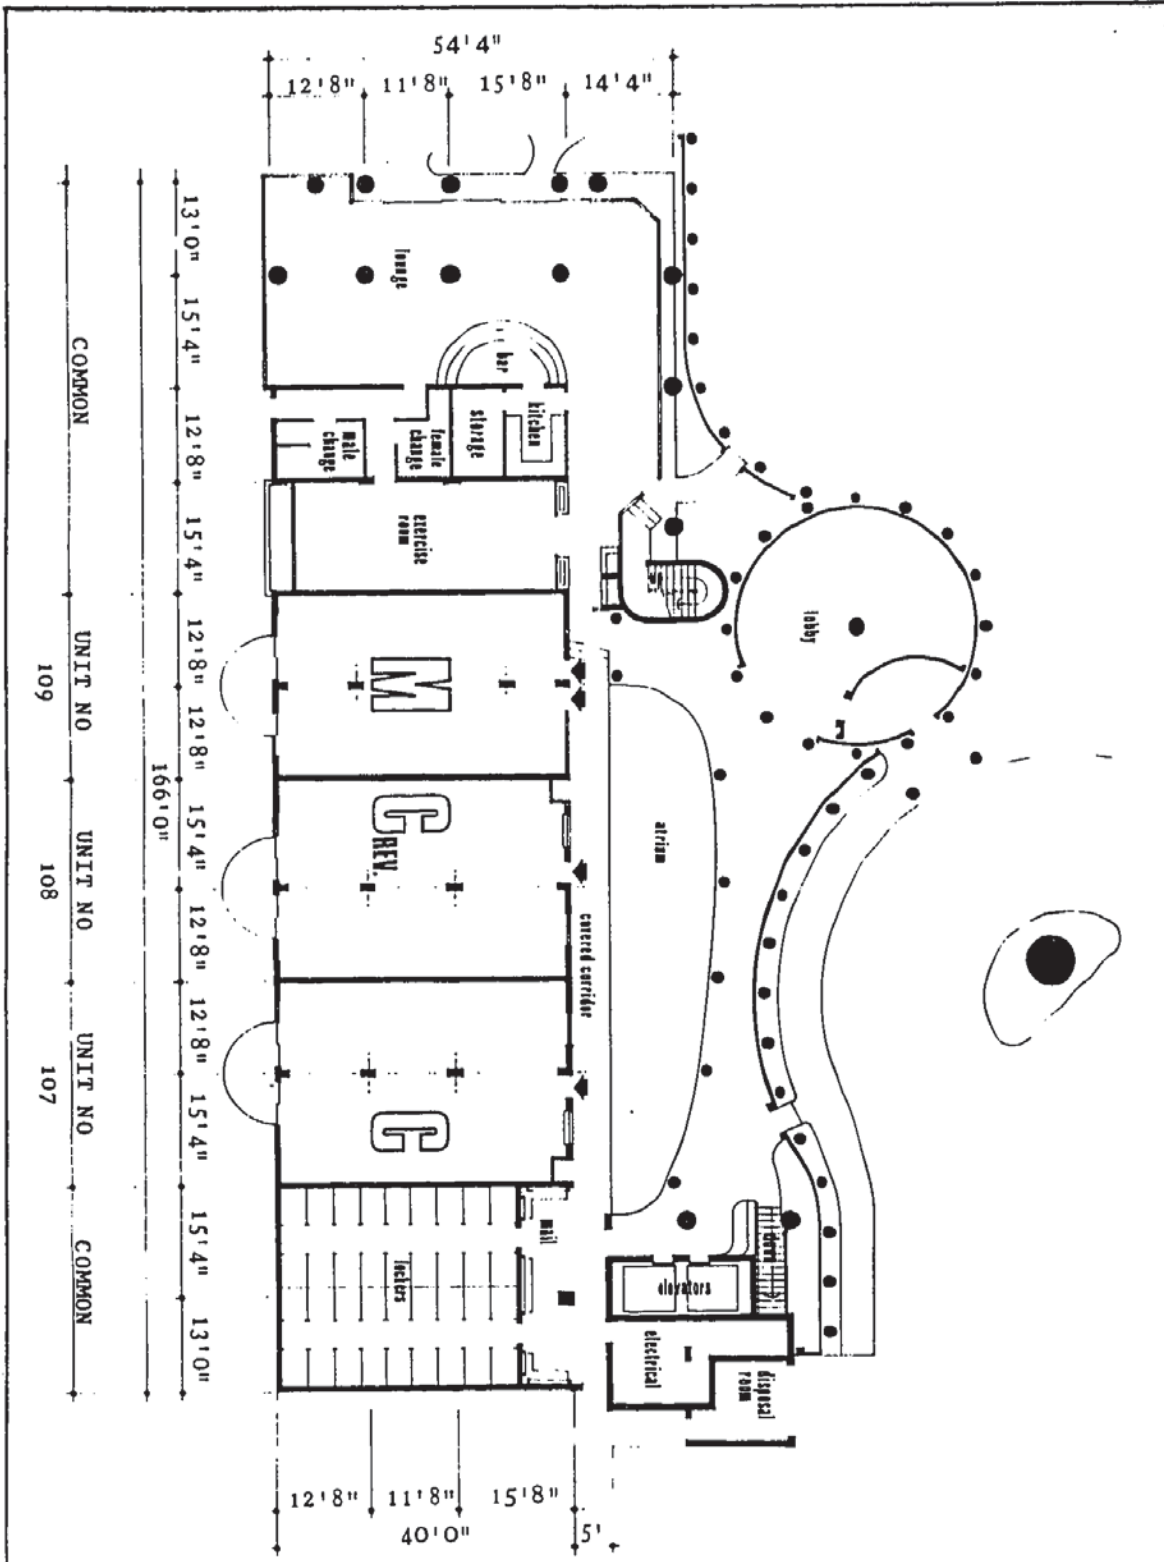 54'4"
12'8" 11'8" 15'8" 14'4"
13'0"
15'4"
12'8"
15'4"
12'8"
12'8"
15'4"
12'8"
12'8"
15'4"
15'4"
13'0"
166'0"
COMMON
UNIT NO
109
UNIT NO
108
UNIT NO
107
COMMON
lounge
bar
kitchen
storage
female
change
male
change
exercise
room
lobby
M
C
REV.
C
atrium
covered corridor
mail
lockers
elevators
down
electrical
disposal
room
12'8" 11'8" 15'8"
40'0" 5'